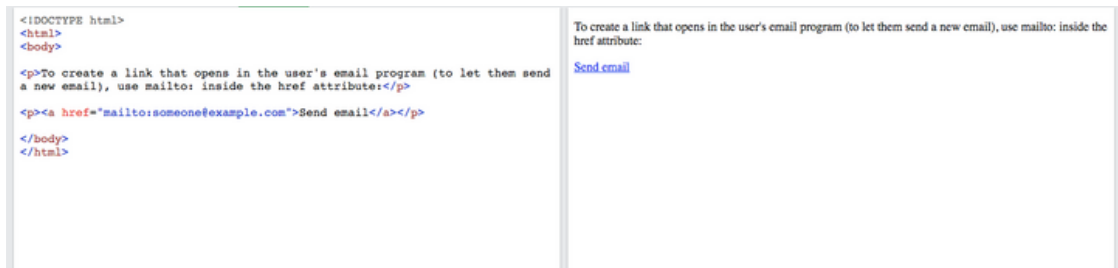 <!DOCTYPE html>
<html>
<body>
<p>To create a link that opens in the user's email program (to let them send
a new email), use mailto: inside the href attribute:</p>
<p><a href="mailto:someone@example.com">Send email</a></p>
</body>
</html>
To create a link that opens in the user's email program (to let them send a new email), use mailto: inside the
href attribute:
Send email